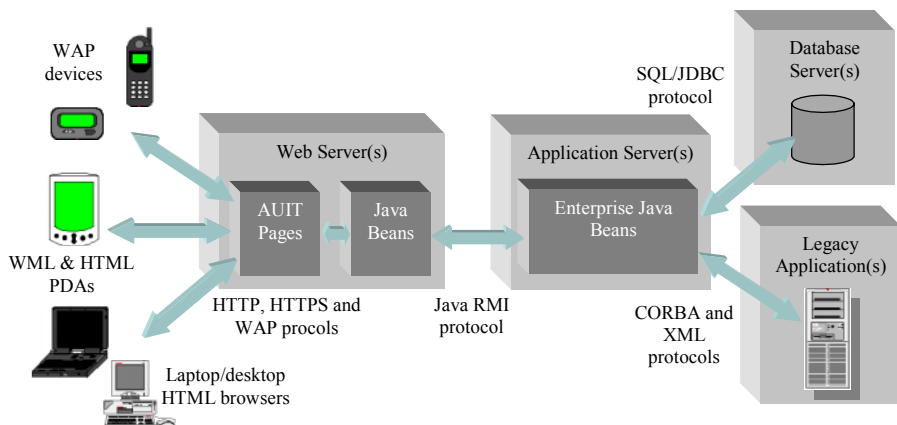 WAP
devices
WML & HTML
PDAs
Laptop/desktop
HTML browsers
Web Server(s)
AUIT
Pages
Java
Beans
HTTP, HTTPS and
WAP procols
Java RMI
protocol
Application Server(s)
Enterprise Java
Beans
SQL/JDBC
protocol
CORBA and
XML
protocols
Database
Server(s)
Legacy
Application(s)